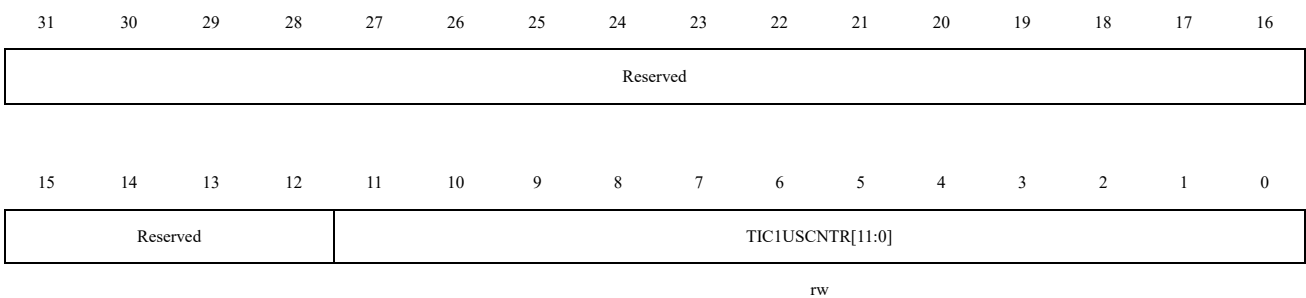 31 30 29 28 27 26 25 24 23 22 21 20 19 18 17 16
Reserved
15 14 13 12 11 10 9 8 7 6 5 4 3 2 1 0
Reserved TIC1USCNTR[11:0]
rw